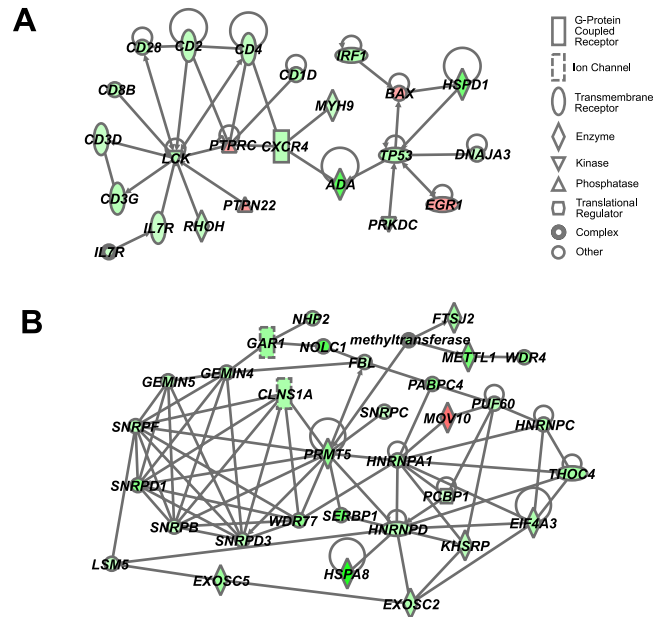 A
CD28
CD2
CD4
CD1D
CD8B
MYH9
PTPRC
CXCR4
CD3D
LCK
CD3G
PTPN22
ADA
IL7R
RHOH
IL7R
IRF1
BAX
HSPD1
TP53
DNAJA3
EGR1
PRKDC
G-Protein
Coupled
Receptor
Ion Channel
Transmembrane
Receptor
Enzyme
Kinase
Phosphatase
Translational
Regulator
Complex
Other
B
NHP2
FTSJ2
GAR1
NOLC1
methyltransferase
METTL1
WDR4
GEMIN5
GEMIN4
FBL
CLNS1A
PABPC4
SNRPC
MOV10
PUF60
SNRPF
HNRNPC
PRMT5
HNRNPA1
THOC4
SNRPD1
PCBP1
SNRPB
WDR77
SERBP1
HNRNPD
EIF4A3
SNRPD3
KHSRP
LSM5
EXOSC5
HSPA8
EXOSC2